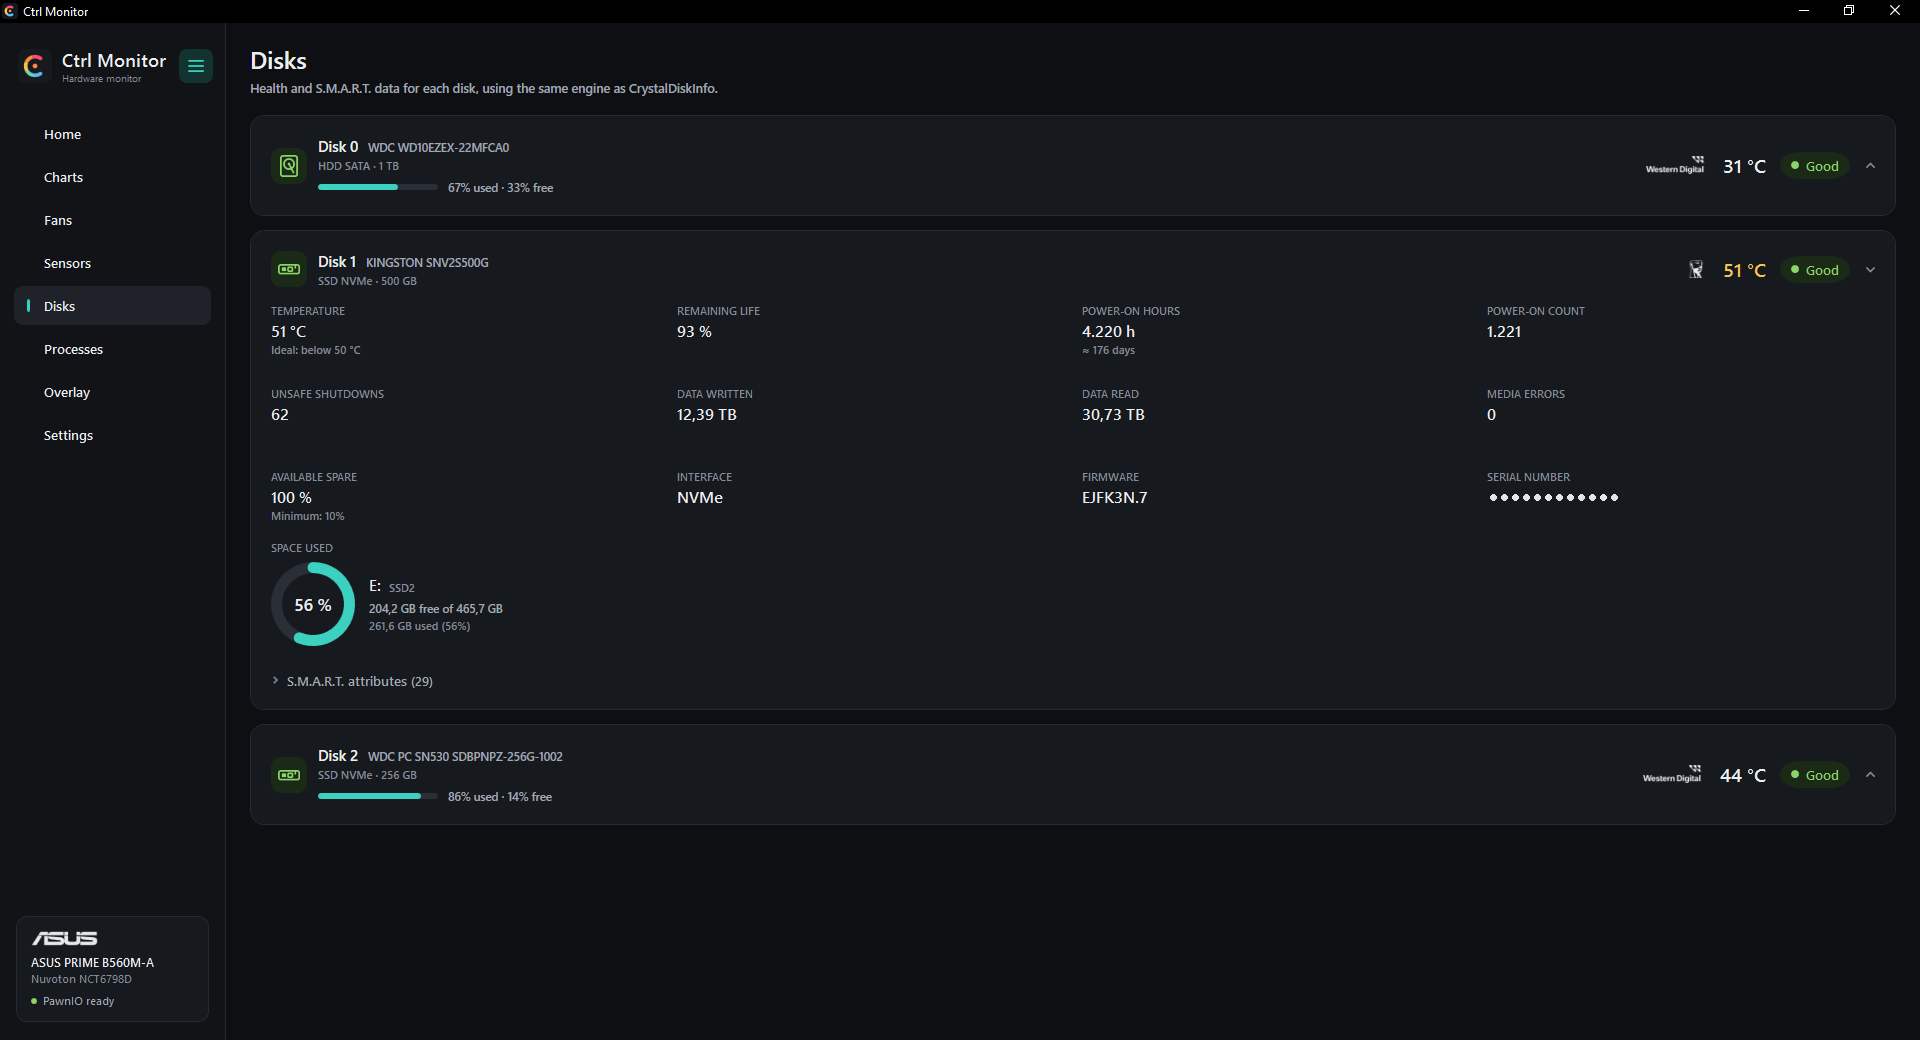 Ctrl Monitor
Ctrl Monitor
Hardware monitor
Home
Charts
Fans
Sensors
Disks
Processes
Overlay
Settings
ASUS
ASUS PRIME B560M-A
Nuvoton NCT6798D
PawnIO ready
Disks
Health and S.M.A.R.T. data for each disk, using the same engine as CrystalDiskInfo.
Disk 0 WDC WD10EZEX-22MFCA0
HDD SATA · 1 TB
67% used · 33% free
Western Digital 31 °C Good
Disk 1 KINGSTON SNV2S500G
SSD NVMe · 500 GB
51 °C Good
TEMPERATURE
51 °C
Ideal: below 50 °C
REMAINING LIFE
93 %
POWER-ON HOURS
4.220 h
≈ 176 days
POWER-ON COUNT
1.221
UNSAFE SHUTDOWNS
62
DATA WRITTEN
12,39 TB
DATA READ
30,73 TB
MEDIA ERRORS
0
AVAILABLE SPARE
100 %
Minimum: 10%
INTERFACE
NVMe
FIRMWARE
EJFK3N.7
SERIAL NUMBER
●●●●●●●●●●●●
SPACE USED
56 %
E: SSD2
204,2 GB free of 465,7 GB
261,6 GB used (56%)
S.M.A.R.T. attributes (29)
Disk 2 WDC PC SN530 SDBPNPZ-256G-1002
SSD NVMe · 256 GB
86% used · 14% free
Western Digital 44 °C Good